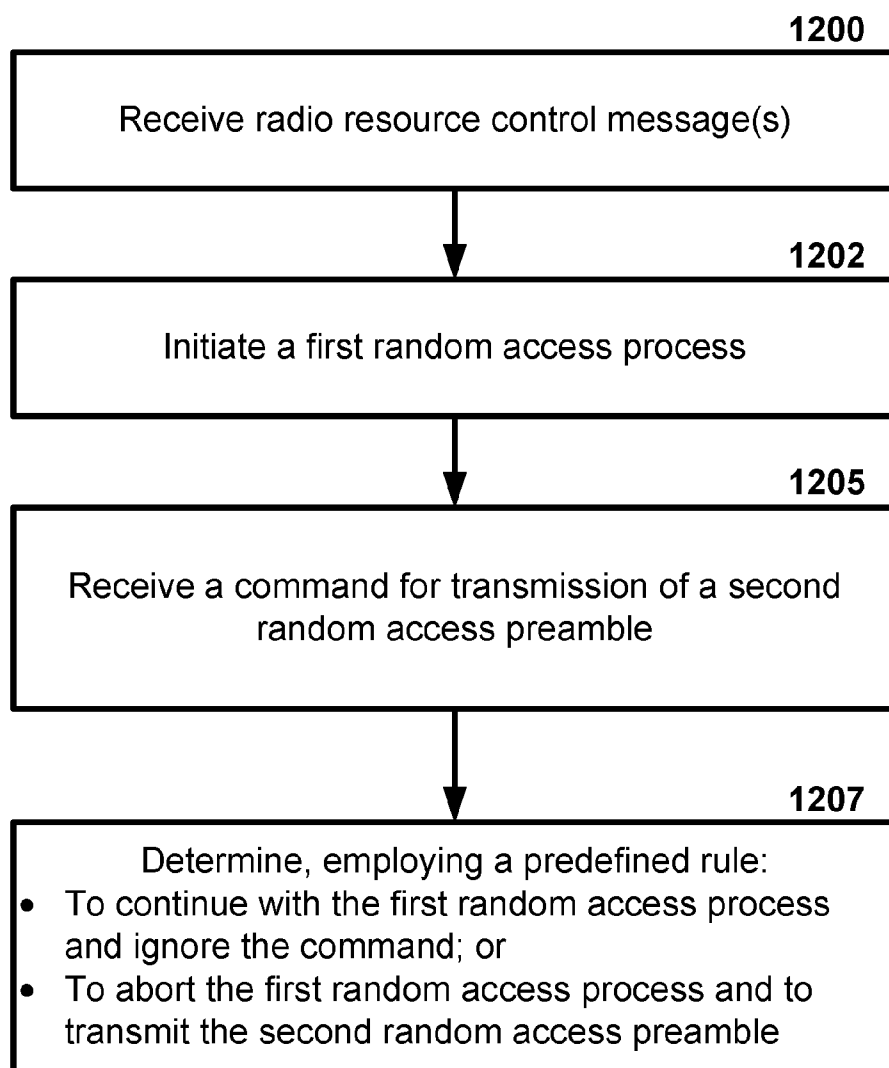 1200
Receive radio resource control message(s)
1202
Initiate a first random access process
1205
Receive a command for transmission of a second
random access preamble
1207
Determine, employing a predefined rule:
• To continue with the first random access process
and ignore the command; or
• To abort the first random access process and to
transmit the second random access preamble